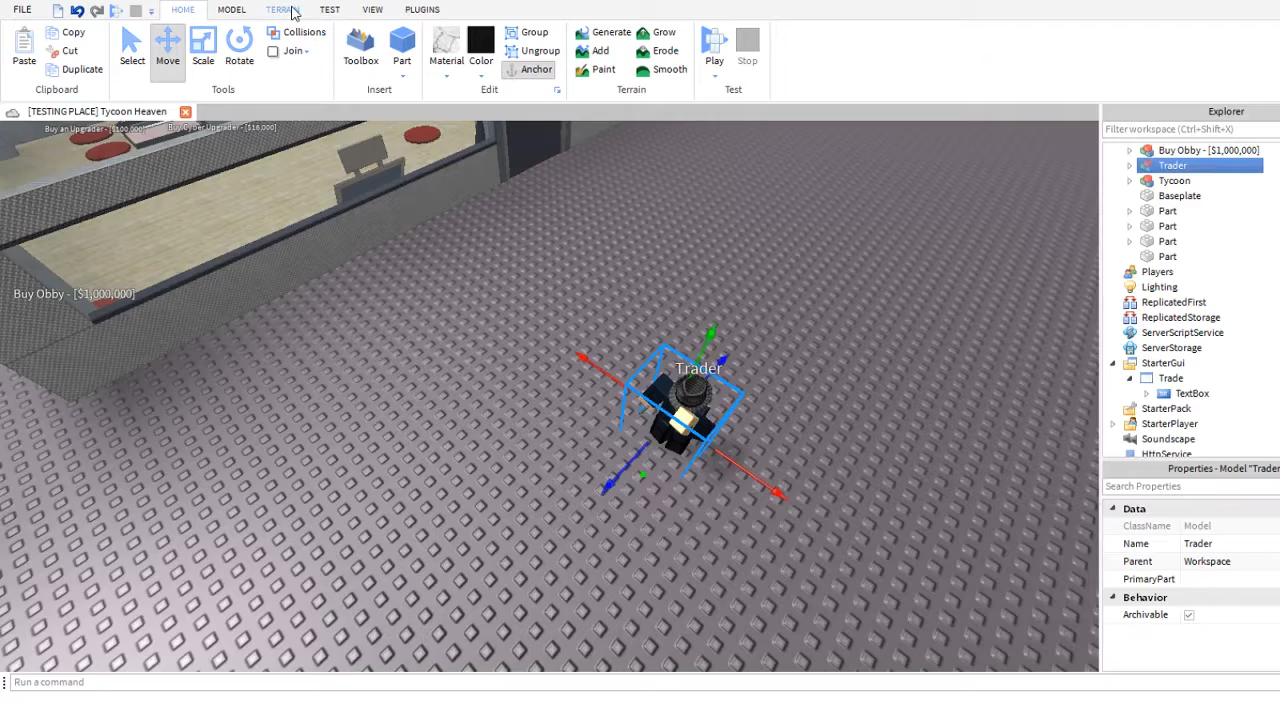 FILE HOME MODEL TERRAIN TEST VIEW PLUGINS
Paste Copy Cut Duplicate
Clipboard
Select Move Scale Rotate Collisions Join
Tools
Toolbox Part
Insert
Material Color Group Ungroup Anchor
Edit
Generate Grow
Add Erode
Paint Smooth
Terrain
Play Stop
Test
[TESTING PLACE] Tycoon Heaven
Buy an Upgrader - [$100,000]
Buy Cyber Upgrader - [$16,000]
Buy Obby - [$1,000,000]
Trader
Explorer
Filter workspace (Ctrl+Shift+X)
Buy Obby - [$1,000,000]
Trader
Tycoon
Baseplate
Part
Part
Part
Part
Players
Lighting
ReplicatedFirst
ReplicatedStorage
ServerScriptService
ServerStorage
StarterGui
Trade
TextBox
StarterPack
StarterPlayer
Soundscape
HttpService
Properties - Model "Trader
Search Properties
Data
ClassName Model
Name Trader
Parent Workspace
PrimaryPart
Behavior
Archivable
Run a command